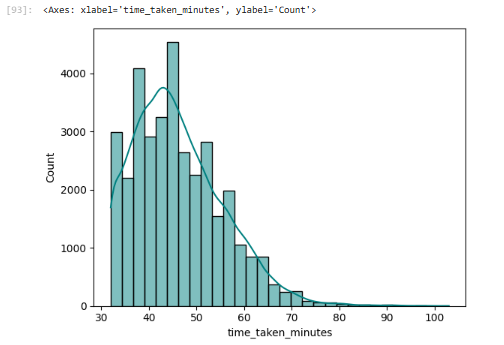 [93]: <Axes: xlabel='time_taken_minutes', ylabel='Count'>
4000
3000
Count
2000
1000
0
30 40 50 60 70 80 90 100
time_taken_minutes